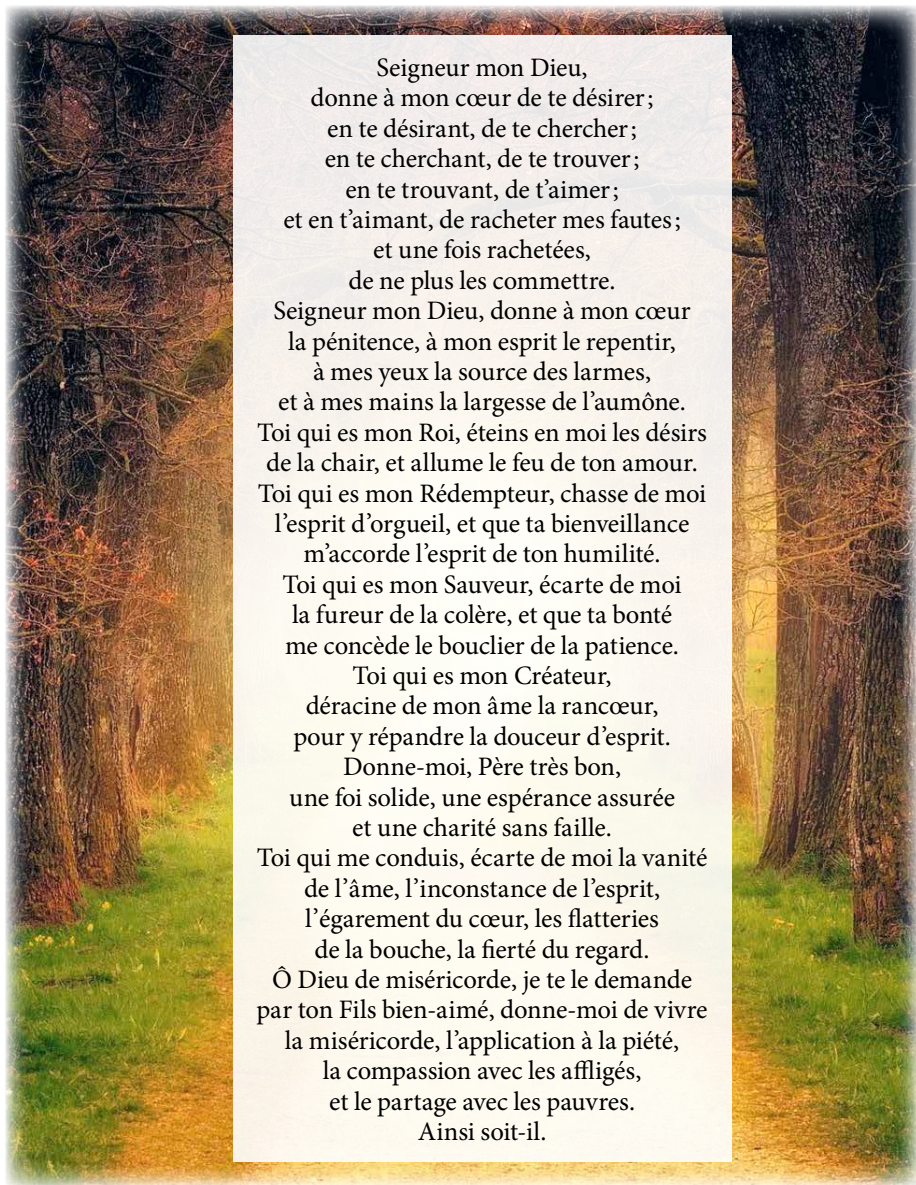 Seigneur mon Dieu,
donne à mon cœur de te désirer ;
en te désirant, de te chercher ;
en te cherchant, de te trouver ;
en te trouvant, de t’aimer ;
et en t’aimant, de racheter mes fautes ;
et une fois rachetées,
de ne plus les commettre.
Seigneur mon Dieu, donne à mon cœur
la pénitence, à mon esprit le repentir,
à mes yeux la source des larmes,
et à mes mains la largesse de l’aumône.
Toi qui es mon Roi, éteins en moi les désirs
de la chair, et allume le feu de ton amour.
Toi qui es mon Rédempteur, chasse de moi
l’esprit d’orgueil, et que ta bienveillance
m’accorde l’esprit de ton humilité.
Toi qui es mon Sauveur, écarte de moi
la fureur de la colère, et que ta bonté
me concède le bouclier de la patience.
Toi qui es mon Créateur,
déracine de mon âme la rancœur,
pour y répandre la douceur d’esprit.
Donne-moi, Père très bon,
une foi solide, une espérance assurée
et une charité sans faille.
Toi qui me conduis, écarte de moi la vanité
de l’âme, l’inconstance de l’esprit,
l’égarement du cœur, les flatteries
de la bouche, la fierté du regard.
Ô Dieu de miséricorde, je te le demande
par ton Fils bien-aimé, donne-moi de vivre
la miséricorde, l’application à la piété,
la compassion avec les affligés,
et le partage avec les pauvres.
Ainsi soit-il.